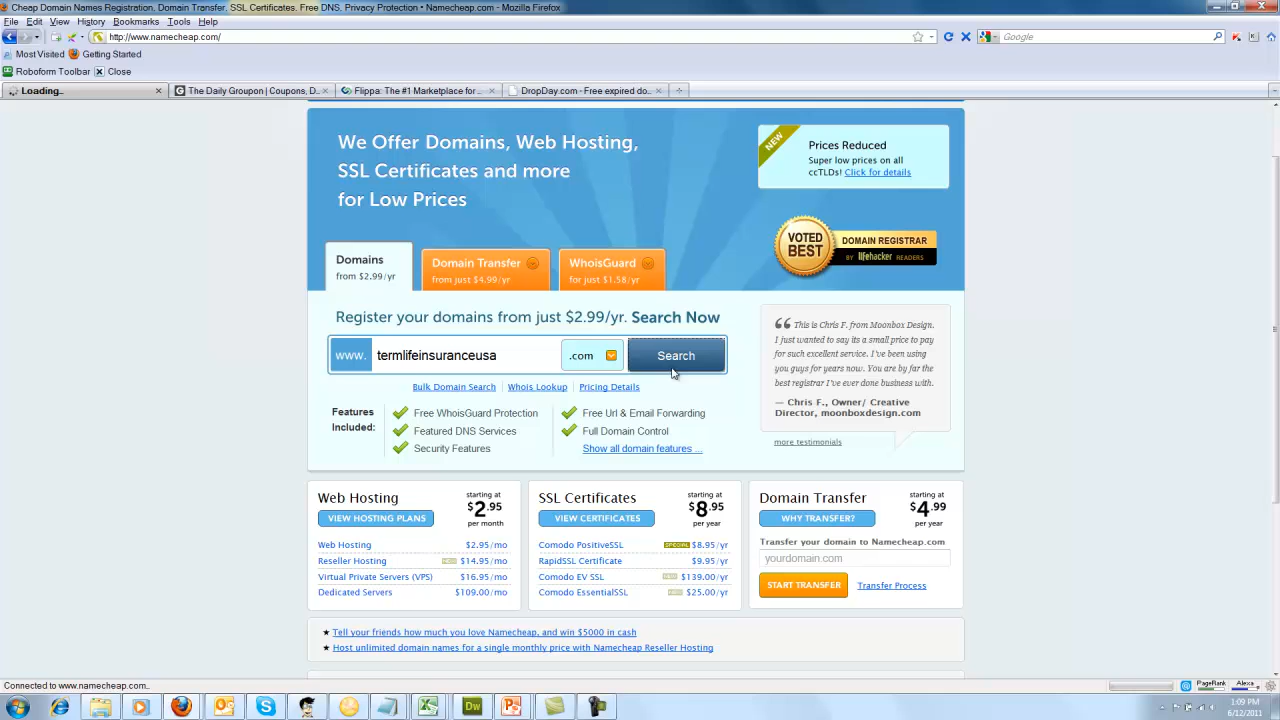 Cheap Domain Names Registration, Domain Transfer, SSL Certificates, Free DNS, Privacy Protection • Namecheap.com - Mozilla Firefox
File Edit View History Bookmarks Tools Help
http://www.namecheap.com/
Google
Most Visited Getting Started
Roboform Toolbar Close
Loading...
The Daily Groupon | Coupons, D...
Flippa: The #1 Marketplace for ...
DropDay.com - Free expired do...
We Offer Domains, Web Hosting,
SSL Certificates and more
for Low Prices
NEW
Prices Reduced
Super low prices on all
ccTLDs! Click for details
VOTED
BEST
DOMAIN REGISTRAR
BY lifehacker READERS
Domains
from $2.99/yr
Domain Transfer
from just $4.99/yr
WhoisGuard
for just $1.58/yr
Register your domains from just $2.99/yr. Search Now
www. termlifeinsuranceusa .com Search
Bulk Domain Search Whois Lookup Pricing Details
Features
Included:
Free WhoisGuard Protection
Featured DNS Services
Security Features
Free Url & Email Forwarding
Full Domain Control
Show all domain features ...
“ This is Chris F. from Moonbox Design.
I just wanted to say its a small price to pay
for such excellent service. I've been using
you guys for years now. You are by far the
best registrar I've ever done business with.
— Chris F., Owner/ Creative
Director, moonboxdesign.com
more testimonials
Web Hosting
starting at
$2.95
per month
VIEW HOSTING PLANS
Web Hosting $2.95/mo
Reseller Hosting $14.95/mo
Virtual Private Servers (VPS) $16.95/mo
Dedicated Servers $109.00/mo
SSL Certificates
starting at
$8.95
per year
VIEW CERTIFICATES
Comodo PositiveSSL SPECIAL $8.95/yr
RapidSSL Certificate $9.95/yr
Comodo EV SSL $139.00/yr
Comodo EssentialSSL $25.00/yr
Domain Transfer
starting at
$4.99
per year
WHY TRANSFER?
Transfer your domain to Namecheap.com
yourdomain.com
START TRANSFER Transfer Process
★ Tell your friends how much you love Namecheap, and win $5000 in cash
★ Host unlimited domain names for a single monthly price with Namecheap Reseller Hosting
Connected to www.namecheap.com...
PageRank Alexa
1:09 PM
6/12/2011